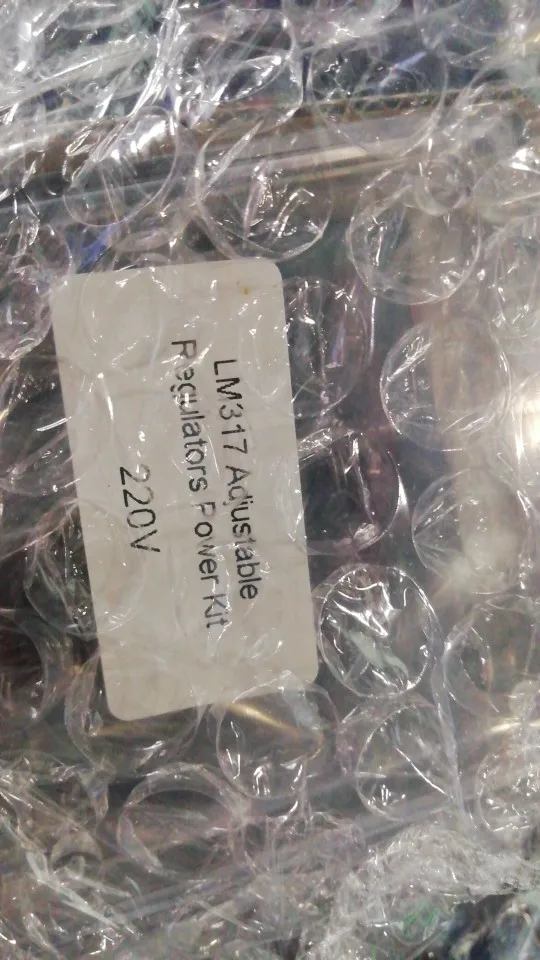 LM317 Adjustable
Regulators Power Kit
220V